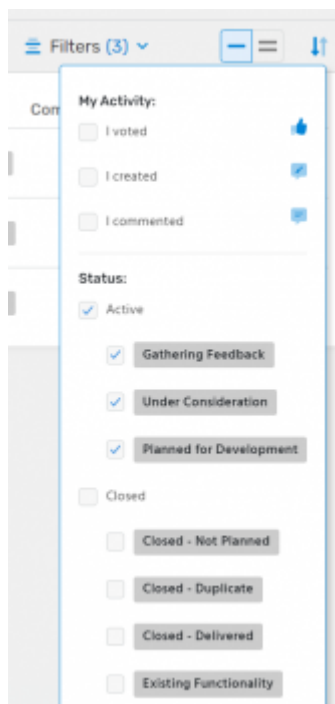 Filters (3)
Com
My Activity:
I voted
I created
I commented
Status:
Active
Gathering Feedback
Under Consideration
Planned for Development
Closed
Closed - Not Planned
Closed - Duplicate
Closed - Delivered
Existing Functionality